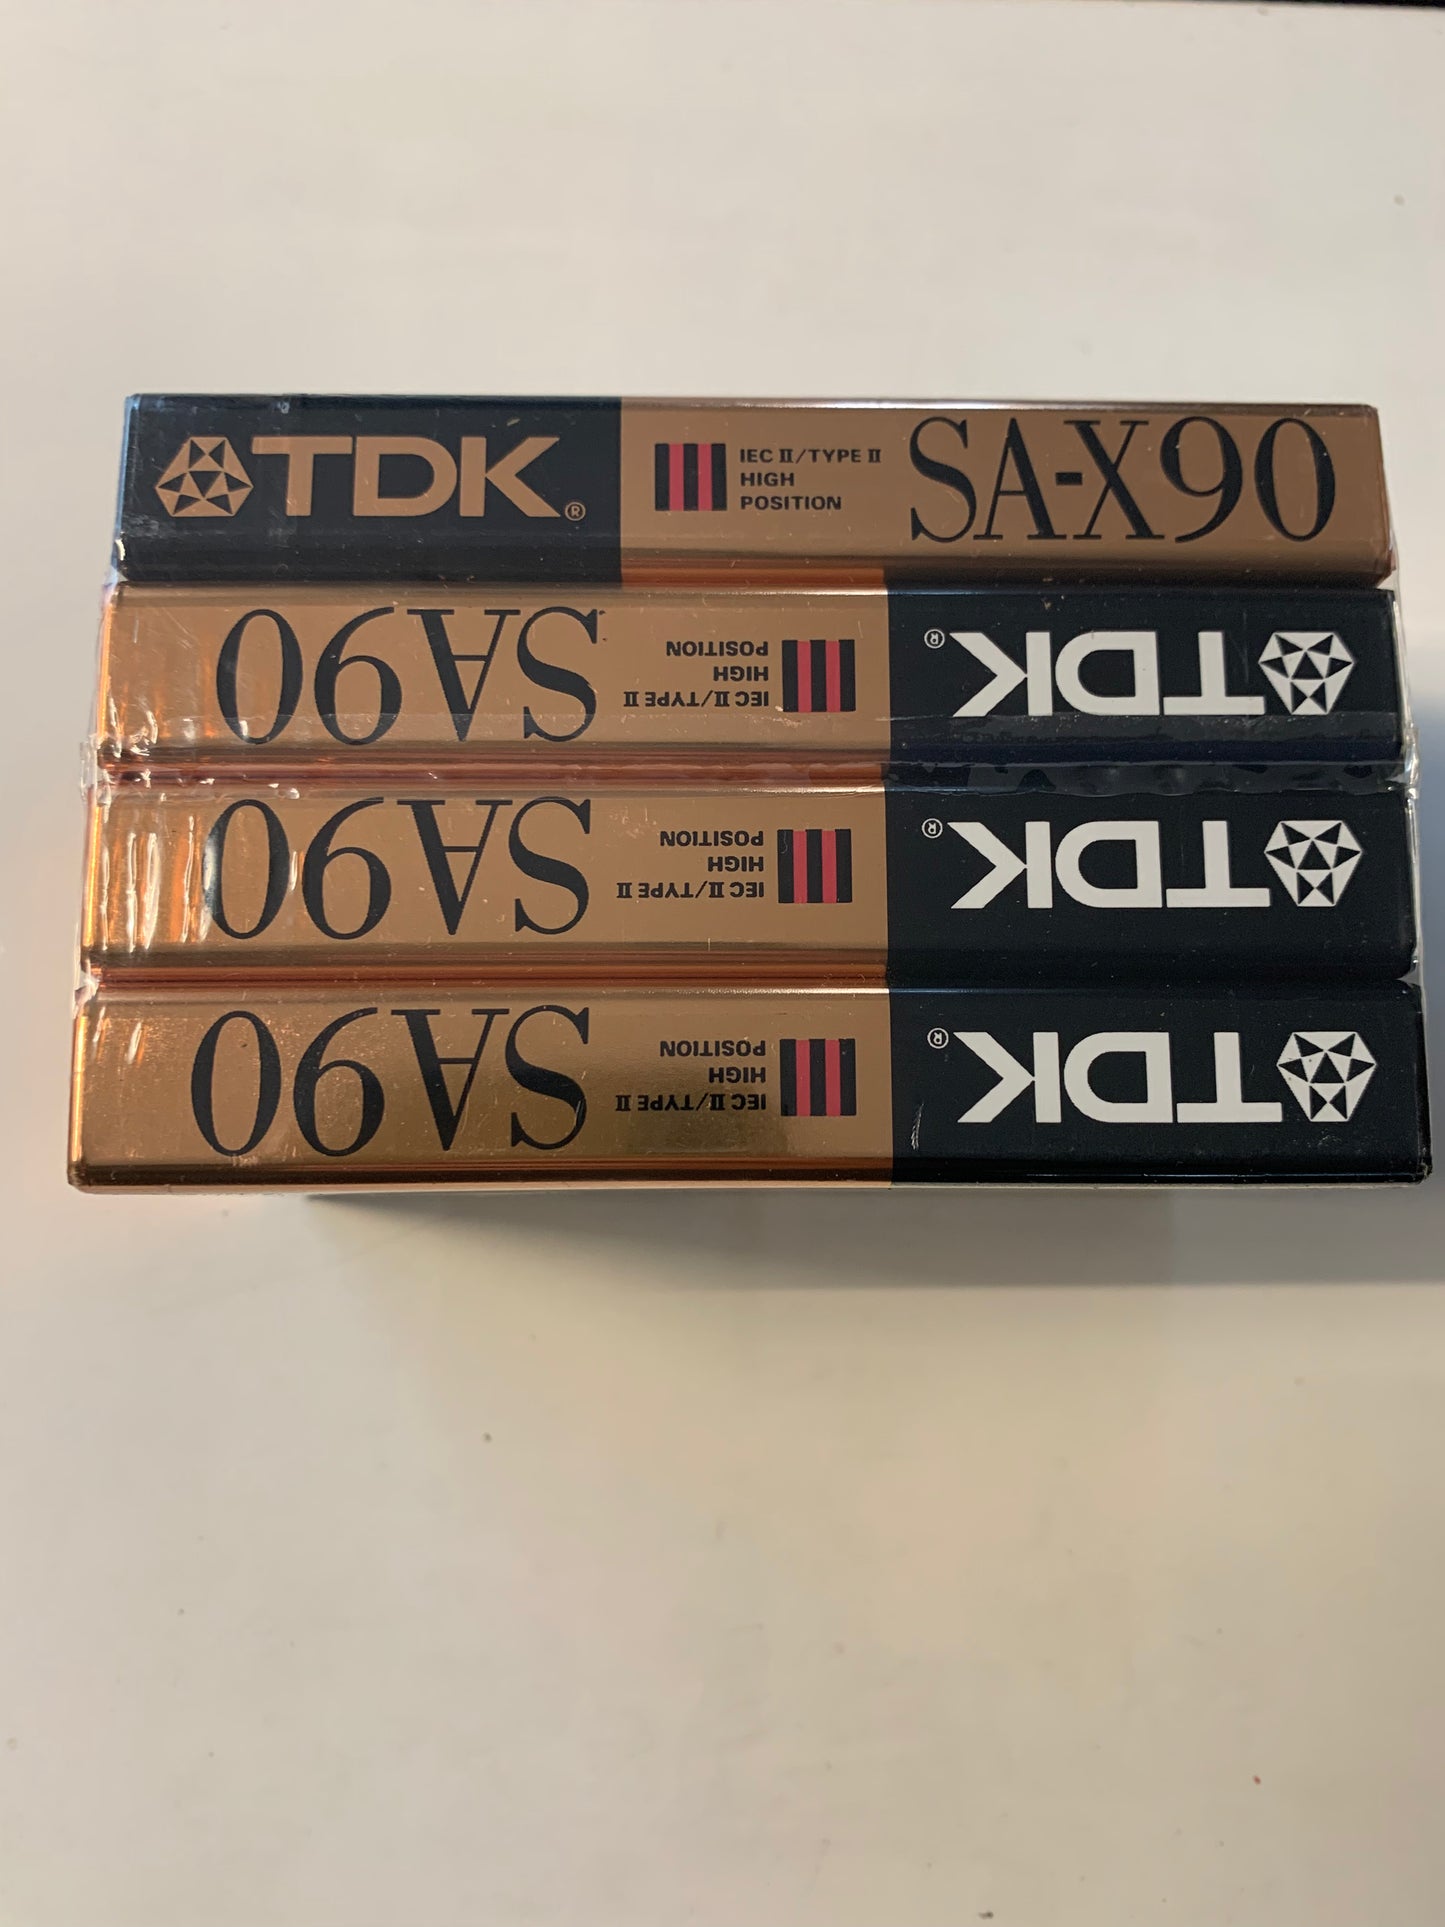 TDK® IEC II/TYPE II SA-X90
HIGH
POSITION
TDK® IEC II/TYPE II SA90
HIGH
POSITION
TDK® IEC II/TYPE II SA90
HIGH
POSITION
TDK® IEC II/TYPE II SA90
HIGH
POSITION